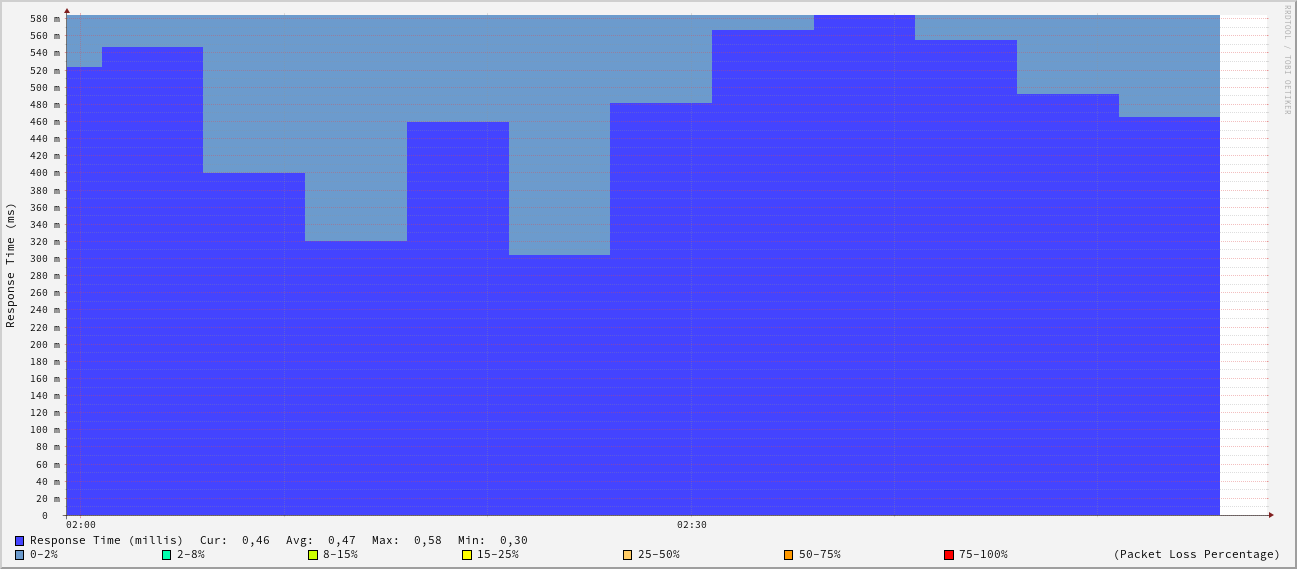 RRDTOOL / TOBI OETIKER
580 m
560 m
540 m
520 m
500 m
480 m
460 m
440 m
420 m
400 m
380 m
360 m
340 m
320 m
300 m
280 m
260 m
240 m
220 m
200 m
180 m
160 m
140 m
120 m
100 m
80 m
60 m
40 m
20 m
0
Response Time (ms)
02:00 02:30
Response Time (millis) Cur: 0,46 Avg: 0,47 Max: 0,58 Min: 0,30
0-2% 2-8% 8-15% 15-25% 25-50% 50-75% 75-100% (Packet Loss Percentage)